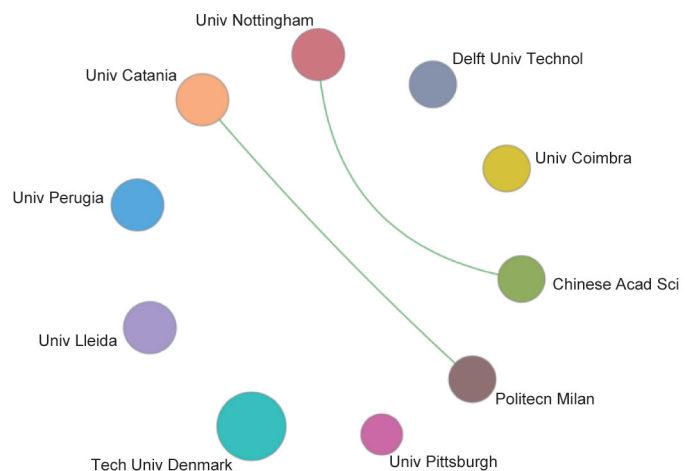 Univ Nottingham
Delft Univ Technol
Univ Catania
Univ Coimbra
Univ Perugia
Chinese Acad Sci
Univ Lleida
Politecn Milan
Tech Univ Denmark
Univ Pittsburgh